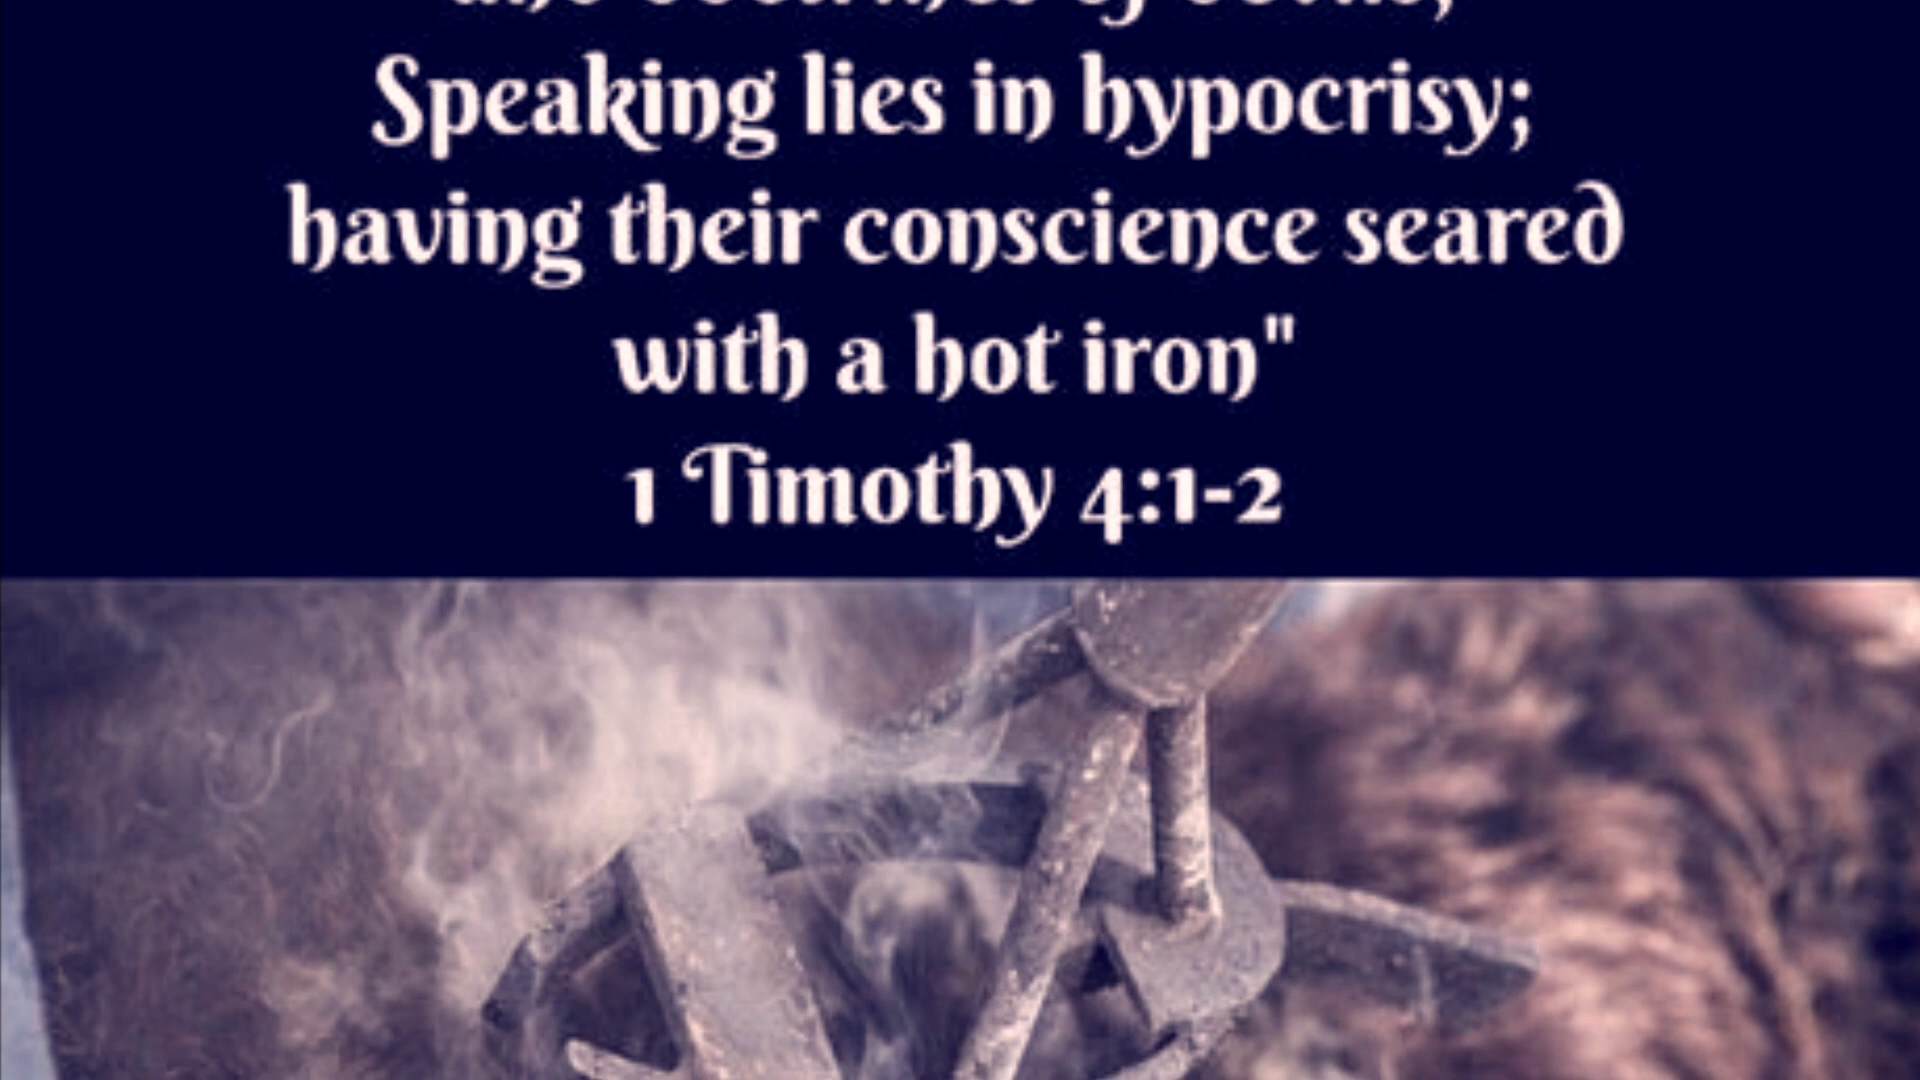 Speaking lies in hypocrisy;
having their conscience seared
with a hot iron"
1 Timothy 4:1-2